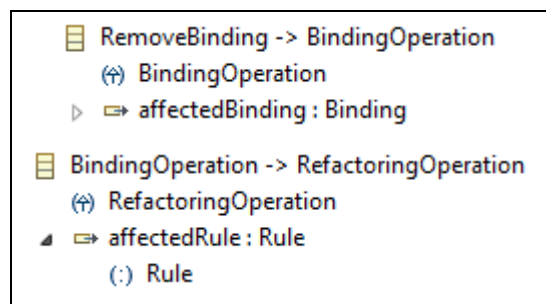 RemoveBinding -> BindingOperation
BindingOperation
affectedBinding : Binding
BindingOperation -> RefactoringOperation
RefactoringOperation
affectedRule : Rule
(:) Rule